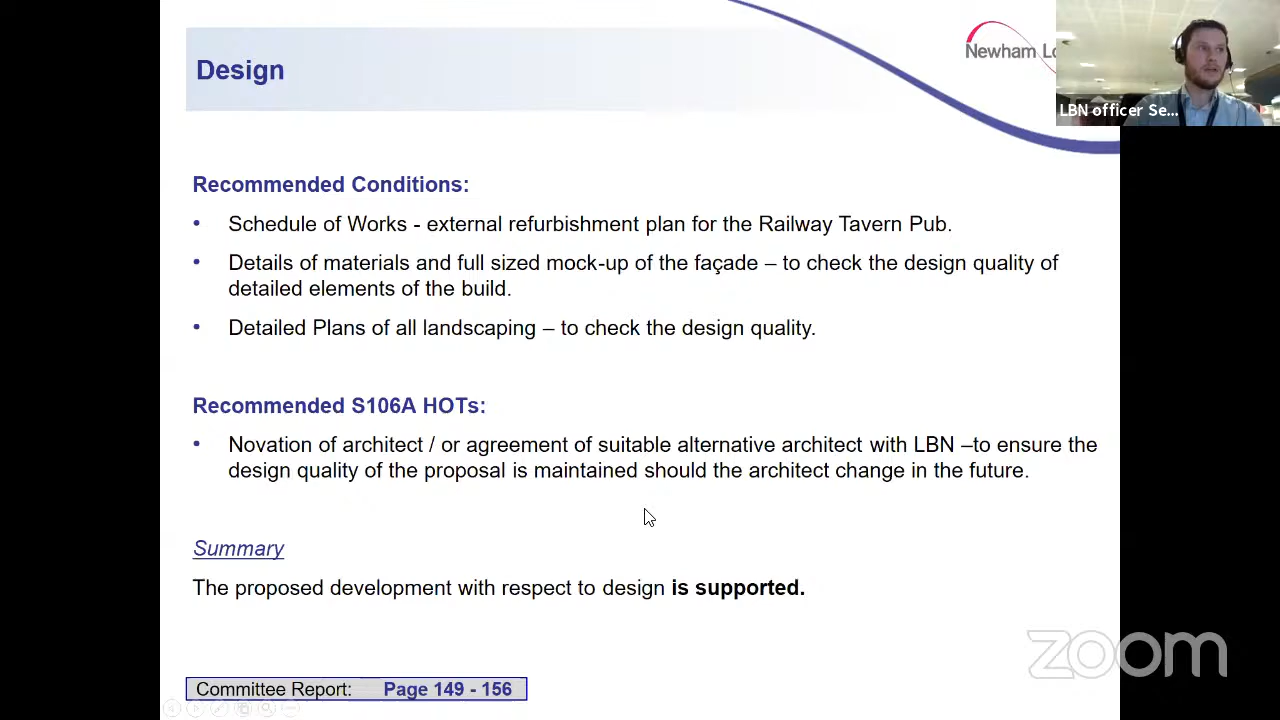 Design
Newham Lo
LBN officer Se...
Recommended Conditions:
• Schedule of Works - external refurbishment plan for the Railway Tavern Pub.
• Details of materials and full sized mock-up of the façade – to check the design quality of
detailed elements of the build.
• Detailed Plans of all landscaping – to check the design quality.
Recommended S106A HOTs:
• Novation of architect / or agreement of suitable alternative architect with LBN –to ensure the
design quality of the proposal is maintained should the architect change in the future.
Summary
The proposed development with respect to design is supported.
zoom
Committee Report: Page 149 - 156